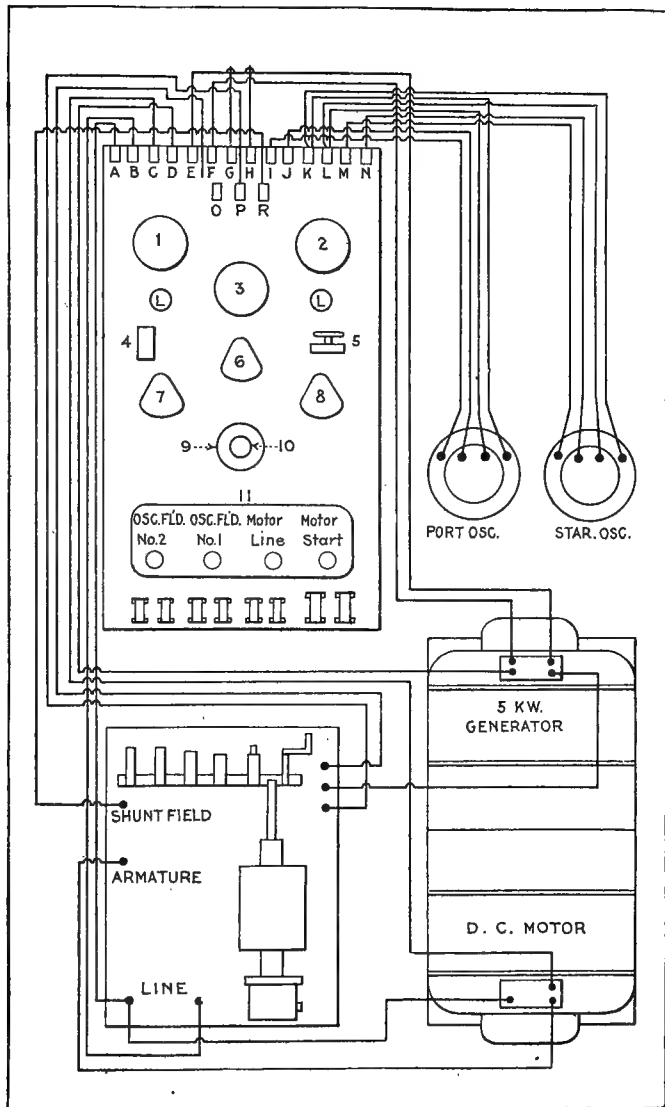 A B C D E F G H I J K L M N
O P R
1 2
3
L L
4 5
6
7 8
9 10
11
OSC.FL'D. OSC.FL'D. Motor Motor
No.2 No.1 Line Start
PORT OSC. STAR. OSC.
5 KW.
GENERATOR
SHUNT FIELD
ARMATURE
D. C. MOTOR
LINE